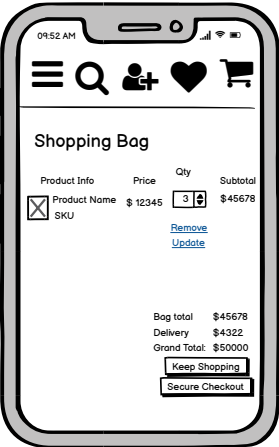 09:52 AM
Shopping Bag
Product Info Price Qty Subtotal
Product Name $ 12345 3 $45678
SKU
Remove
Update
Bag total $45678
Delivery $4322
Grand Total: $50000
Keep Shopping
Secure Checkout